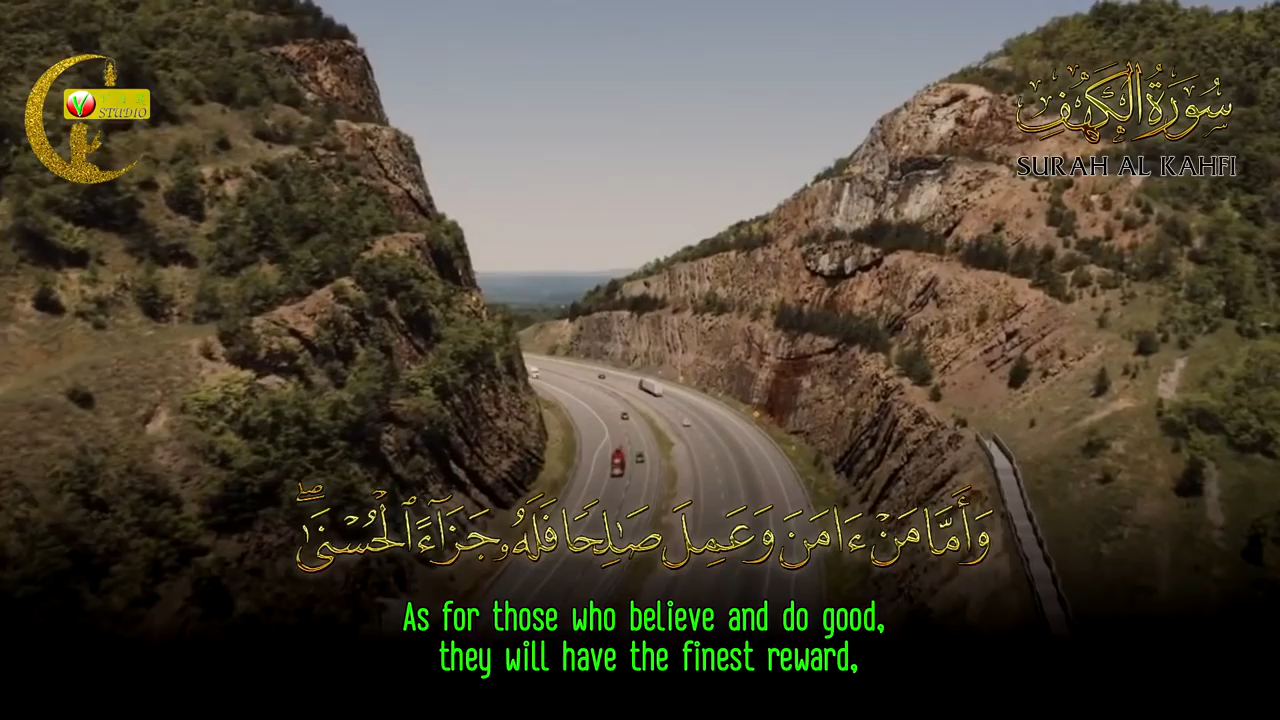 V
STUDIO
سُورَةُ الكَهْفِ
SURAH AL KAHFI
وَأَمَّا مَنْ ءَامَنَ وَعَمِلَ صَٰلِحًا فَلَهُۥ جَزَآءً ٱلْحُسْنَىٰ ۖ
As for those who believe and do good,
they will have the finest reward,